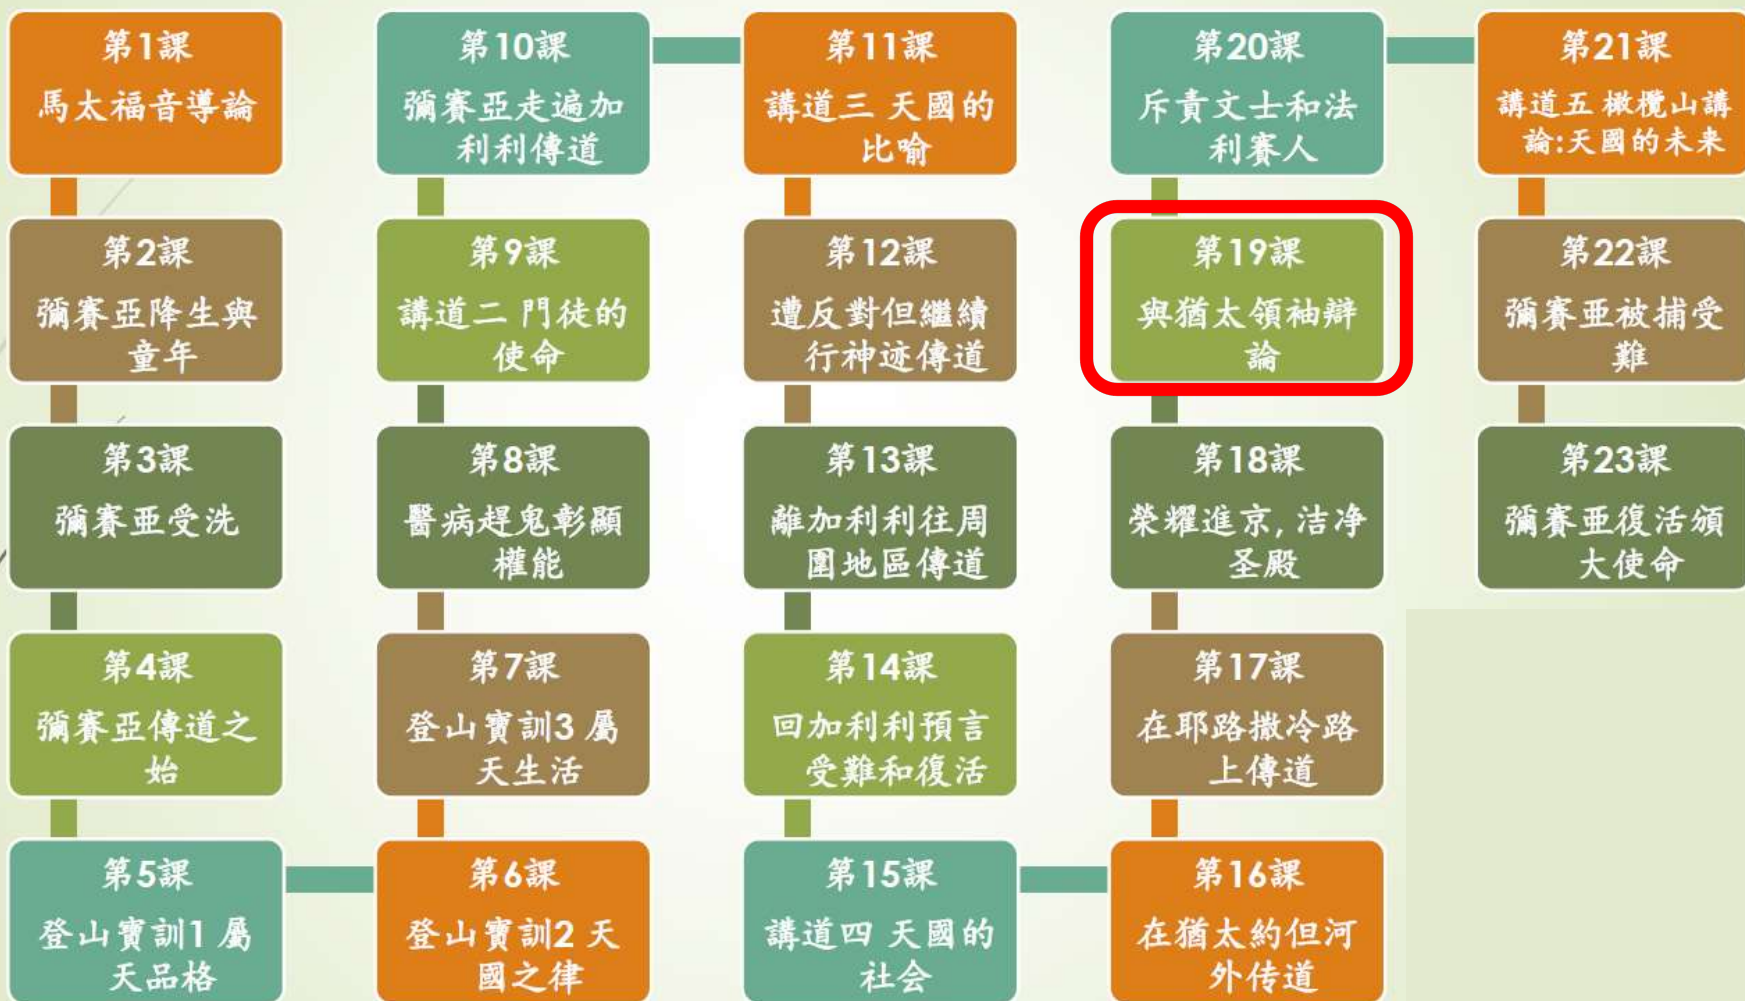 第1課
馬太福音導論
第2課
彌賽亞降生與
童年
第3課
彌賽亚受洗
第4課
彌賽亞傳道之
始
第5課
登山寶訓1 屬
天品格
第6課
登山寶訓2 天
國之律
第7課
登山寶訓3 屬
天生活
第8課
醫病趕鬼彰顯
權能
第9課
講道二 門徒的
使命
第10課
彌賽亞走遍加
利利傳道
第11課
講道三 天國的
比喻
第12課
遭反對但繼續
行神迹傳道
第13課
離加利利往周
圍地區傳道
第14課
回加利利預言
受難和復活
第15課
講道四 天國的
社会
第16課
在猶太約但河
外传道
第17課
在耶路撒冷路
上傳道
第18課
榮耀進京, 洁净
圣殿
第19課
與猶太領袖辯
論
第20課
斥責文士和法
利賽人
第21課
講道五 橄欖山講
論:天國的未来
第22課
彌賽亚被捕受
難
第23課
彌賽亚復活頒
大使命